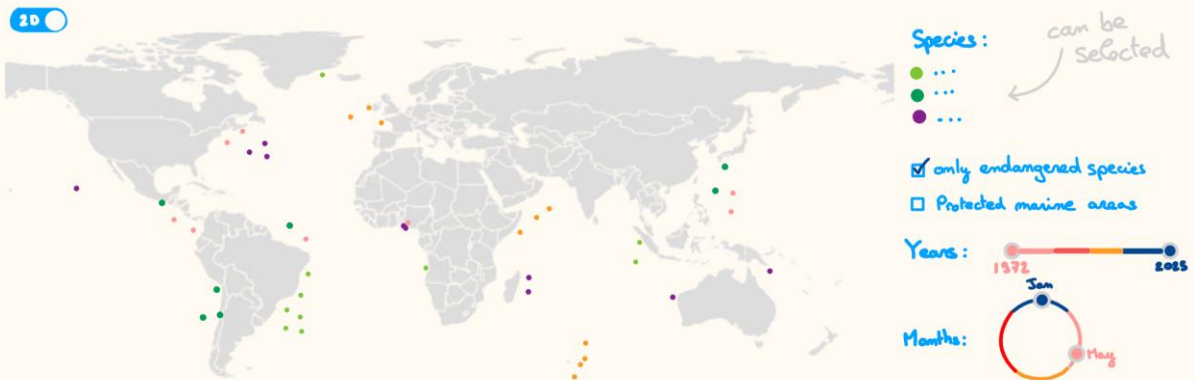 2D
Species:
can be
selected
...
...
...
only endangered species
Protected marine areas
Years:
1972
2025
Jan
Months:
May